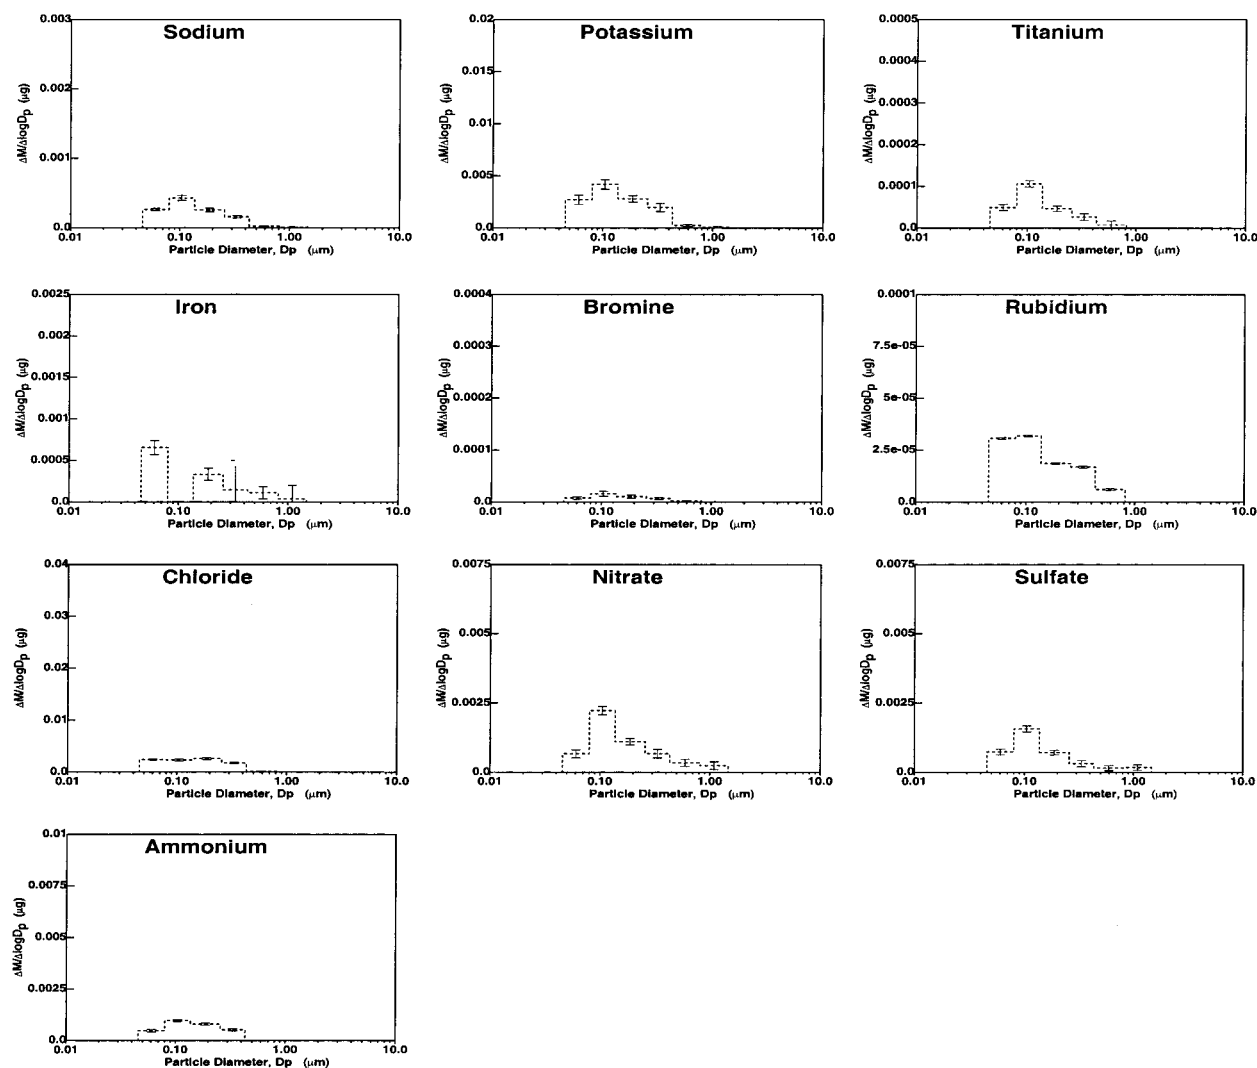 Sodium
0.003
0.002
0.001
0.0
ΔM/ΔlogDp (μg)
0.01 0.10 1.00 10.0
Particle Diameter, Dp (μm)
Potassium
0.02
0.015
0.01
0.005
0.0
ΔM/ΔlogDp (μg)
0.01 0.10 1.00 10.0
Particle Diameter, Dp (μm)
Titanium
0.0005
0.0004
0.0003
0.0002
0.0001
0.0
ΔM/ΔlogDp (μg)
0.01 0.10 1.00 10.0
Particle Diameter, Dp (μm)
Iron
0.0025
0.002
0.0015
0.001
0.0005
0.0
ΔM/ΔlogDp (μg)
0.01 0.10 1.00 10.0
Particle Diameter, Dp (μm)
Bromine
0.0004
0.0003
0.0002
0.0001
0.0
ΔM/ΔlogDp (μg)
0.01 0.10 1.00 10.0
Particle Diameter, Dp (μm)
Rubidium
0.0001
7.5e-05
5e-05
2.5e-05
0.0
ΔM/ΔlogDp (μg)
0.01 0.10 1.00 10.0
Particle Diameter, Dp (μm)
Chloride
0.04
0.03
0.02
0.01
0.0
ΔM/ΔlogDp (μg)
0.01 0.10 1.00 10.0
Particle Diameter, Dp (μm)
Nitrate
0.0075
0.005
0.0025
0.0
ΔM/ΔlogDp (μg)
0.01 0.10 1.00 10.0
Particle Diameter, Dp (μm)
Sulfate
0.0075
0.005
0.0025
0.0
ΔM/ΔlogDp (μg)
0.01 0.10 1.00 10.0
Particle Diameter, Dp (μm)
Ammonium
0.01
0.0075
0.005
0.0025
0.0
ΔM/ΔlogDp (μg)
0.01 0.10 1.00 10.0
Particle Diameter, Dp (μm)